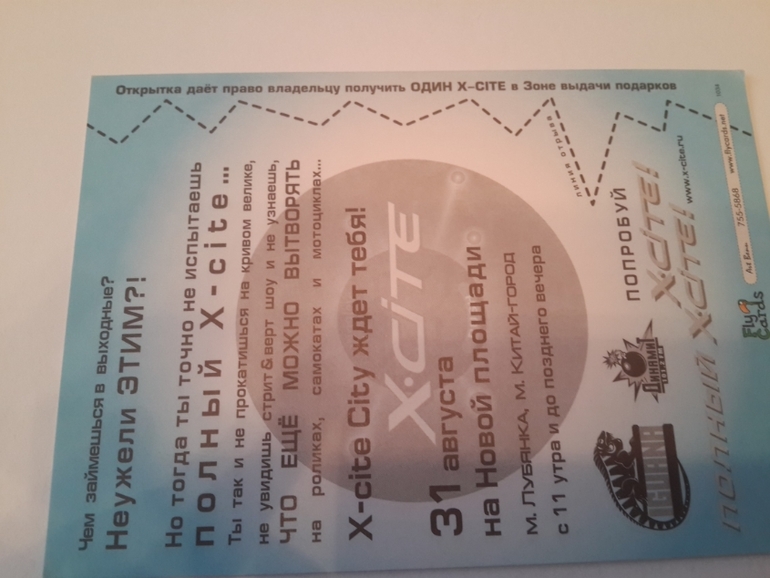 Открытка даёт право владельцу получить ОДИН X-CITE в Зоне выдачи подарков
линия отрыва
Чем займешься в выходные?
Неужели ЭТИМ?!
Но тогда ты точно не испытаешь
ПОЛНЫЙ X-cite...
Ты так и не прокатишься на кривом велике,
не увидишь стрит&верт шоу и не узнаешь,
ЧТО ЕЩЁ МОЖНО ВЫТВОРЯТЬ
на роликах, самокатах и мотоциклах...
X-cite City ждет тебя!
X·CITE
31 августа
на Новой площади
М. ЛУБЯНКА, М. КИТАЙ-ГОРОД
с 11 утра и до позднего вечера
IGUANA
ДИНАМИТ
ПОПРОБУЙ
X·CITE!
ПОЛНЫЙ X·CITE!
www.x-cite.ru
Fly Cards
755-5868
www.flycards.net